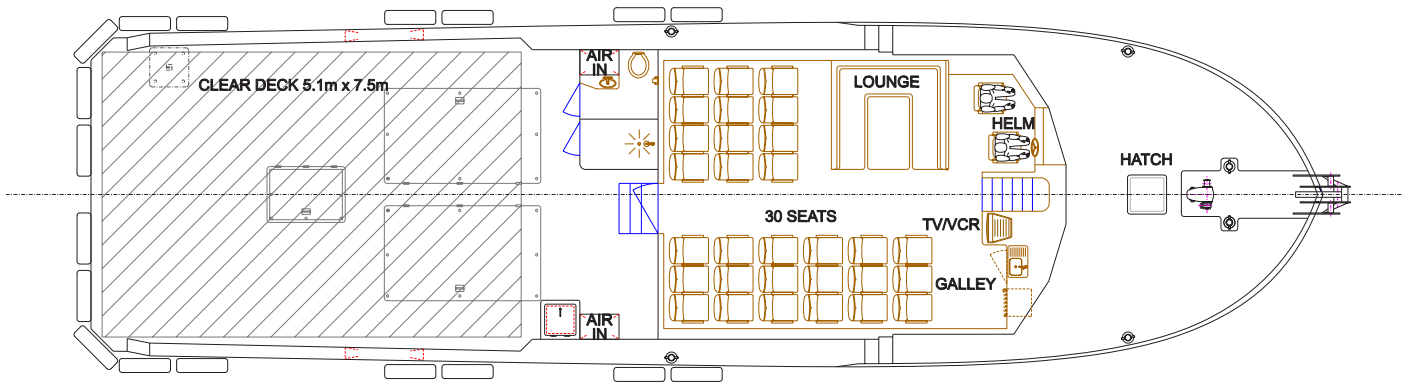 AIR
IN
CLEAR DECK 5.1m x 7.5m
LOUNGE
HELM
HATCH
30 SEATS
TV/VCR
GALLEY
AIR
IN